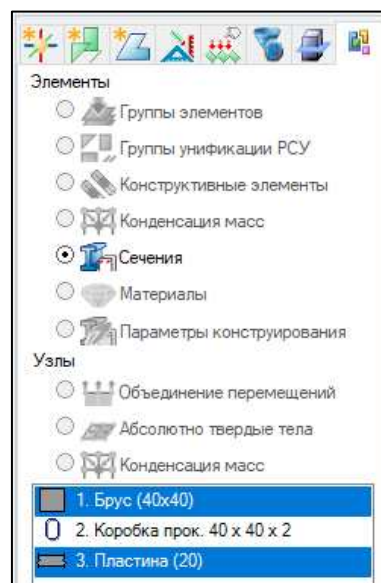 Элементы
Группы элементов
Группы унификации РСУ
Конструктивные элементы
Конденсация масс
Сечения
Материалы
Параметры конструирования
Узлы
Объединение перемещений
Абсолютно твердые тела
Конденсация масс
1. Брус (40x40)
2. Коробка прок. 40 x 40 x 2
3. Пластина (20)